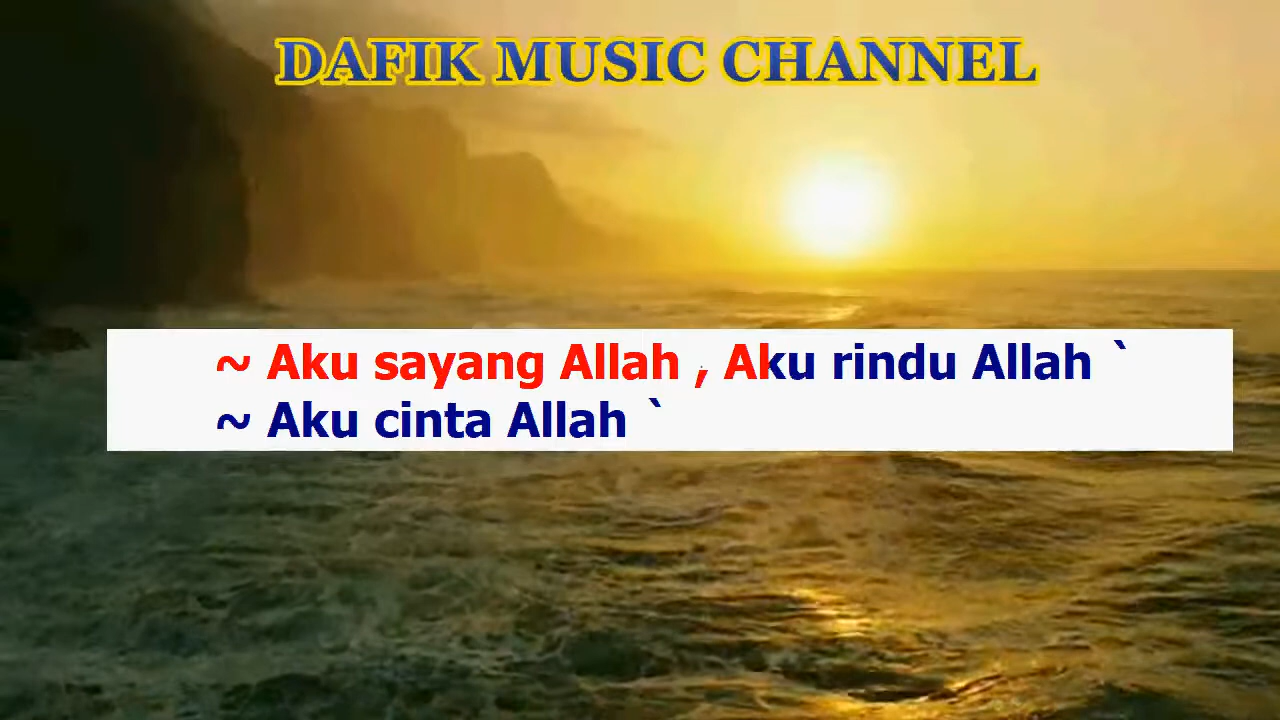 DAFIK MUSIC CHANNEL
~ Aku sayang Allah , Aku rindu Allah `
~ Aku cinta Allah `